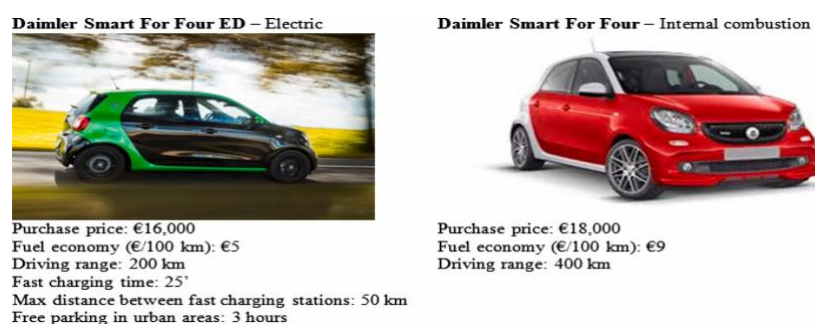 Daimler Smart For Four ED – Electric
Purchase price: €16,000
Fuel economy (€/100 km): €5
Driving range: 200 km
Fast charging time: 25’
Max distance between fast charging stations: 50 km
Free parking in urban areas: 3 hours
Daimler Smart For Four – Internal combustion
Purchase price: €18,000
Fuel economy (€/100 km): €9
Driving range: 400 km